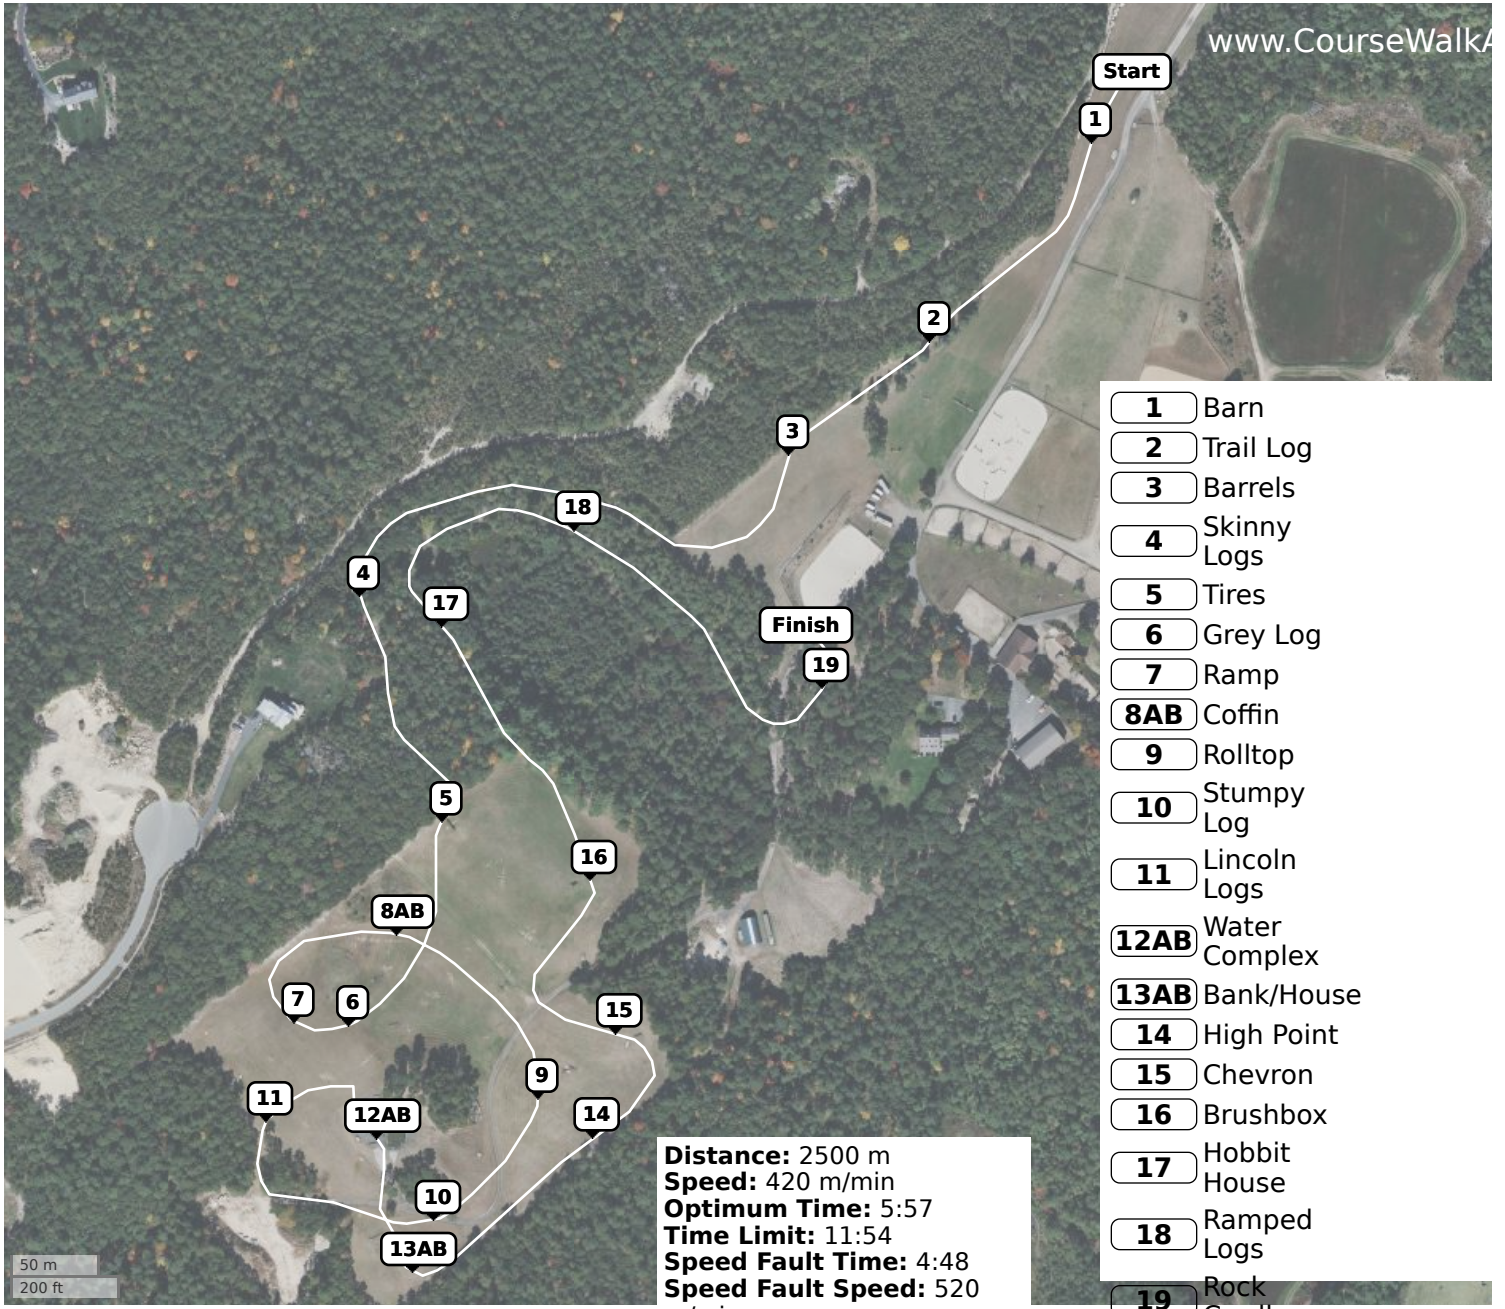 www.CourseWalkA
Start
1
2
3
18
4
17
Finish
19
5
16
8AB
7
6
15
9
11
12AB
14
10
13AB
1 Barn
2 Trail Log
3 Barrels
4 Skinny
Logs
5 Tires
6 Grey Log
7 Ramp
8AB Coffin
9 Rolltop
10 Stumpy
Log
11 Lincoln
Logs
12AB Water
Complex
13AB Bank/House
14 High Point
15 Chevron
16 Brushbox
17 Hobbit
House
18 Ramped
Logs
19 Rock
Distance: 2500 m
Speed: 420 m/min
Optimum Time: 5:57
Time Limit: 11:54
Speed Fault Time: 4:48
Speed Fault Speed: 520
50 m
200 ft